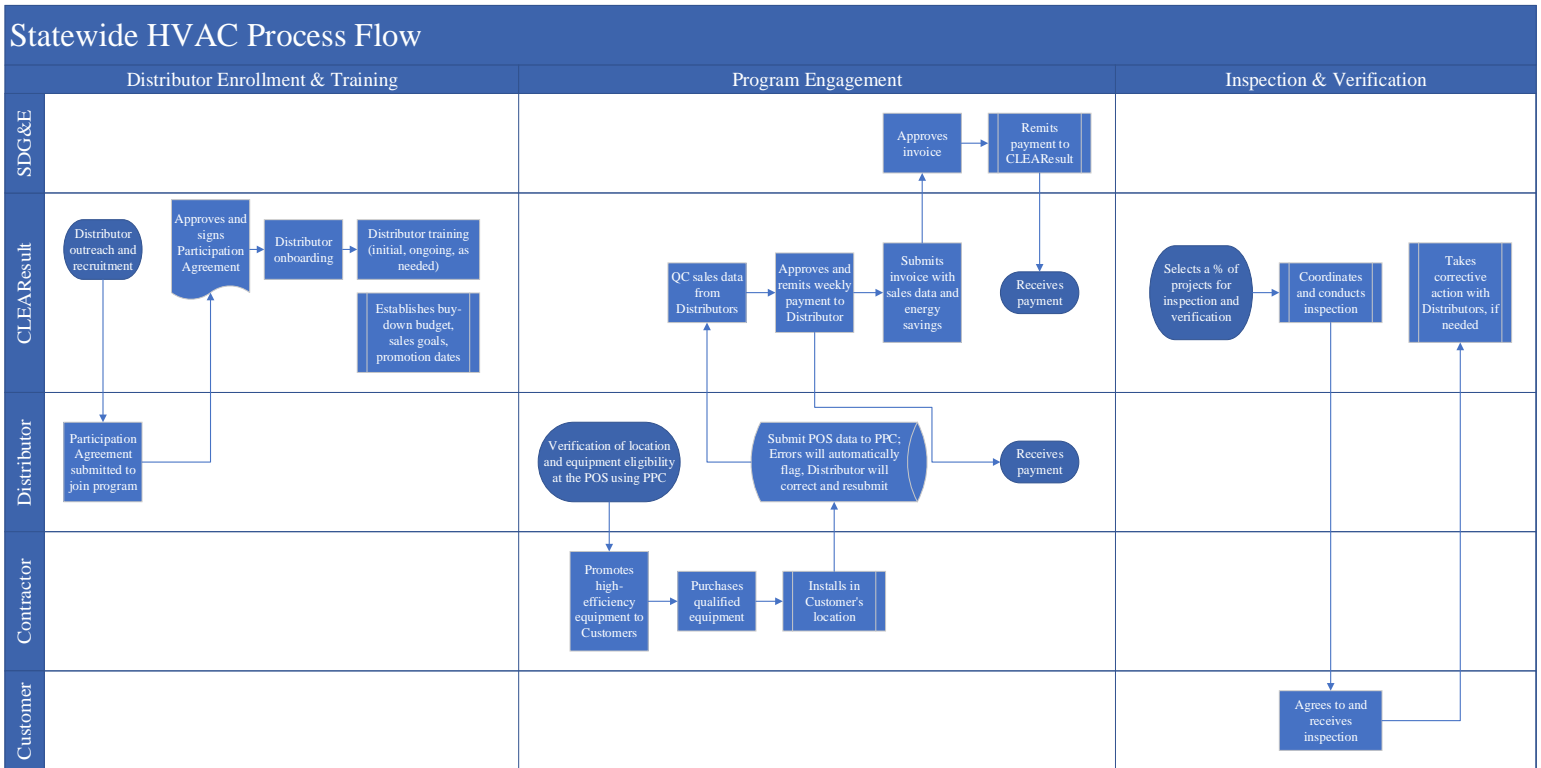 Statewide HVAC Process Flow
Distributor Enrollment & Training
Program Engagement
Inspection & Verification
SDG&E
Approves
invoice
Remits
payment to
CLEAResult
CLEAResult
Distributor
outreach and
recruitment
Approves and
signs
Participation
Agreement
Distributor
onboarding
Distributor training
(initial, ongoing, as
needed)
Establishes buy-
down budget,
sales goals,
promotion dates
QC sales data
from
Distributors
Approves and
remits weekly
payment to
Distributor
Submits
invoice with
sales data and
energy
savings
Receives
payment
Selects a % of
projects for
inspection and
verification
Coordinates
and conducts
inspection
Takes
corrective
action with
Distributors, if
needed
Distributor
Participation
Agreement
submitted to
join program
Verification of location
and equipment eligibility
at the POS using PPC
Submit POS data to PPC;
Errors will automatically
flag, Distributor will
correct and resubmit
Receives
payment
Contractor
Promotes
high-
efficiency
equipment to
Customers
Purchases
qualified
equipment
Installs in
Customer's
location
Customer
Agrees to and
receives
inspection